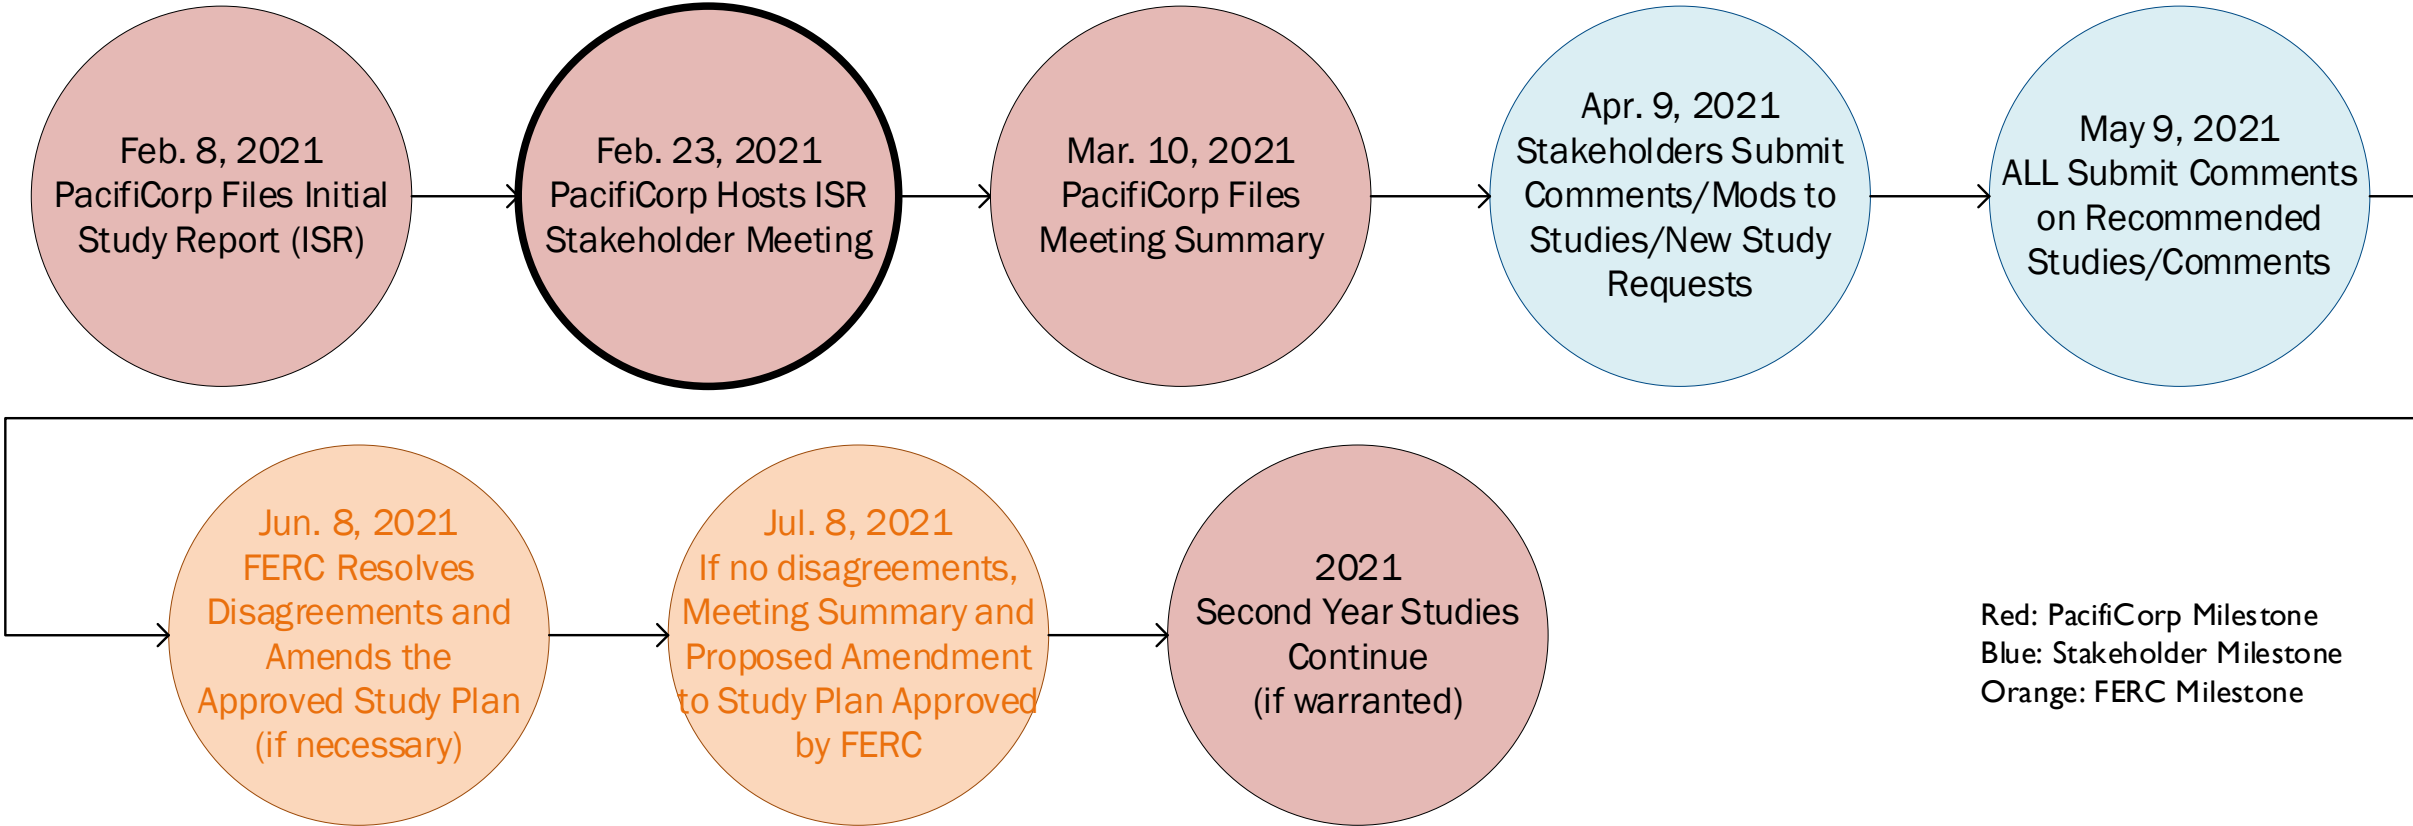 Feb. 8, 2021
PacifiCorp Files Initial
Study Report (ISR)
Feb. 23, 2021
PacifiCorp Hosts ISR
Stakeholder Meeting
Mar. 10, 2021
PacifiCorp Files
Meeting Summary
Apr. 9, 2021
Stakeholders Submit
Comments/Mods to
Studies/New Study
Requests
May 9, 2021
ALL Submit Comments
on Recommended
Studies/Comments
Jun. 8, 2021
FERC Resolves
Disagreements and
Amends the
Approved Study Plan
(if necessary)
Jul. 8, 2021
If no disagreements,
Meeting Summary and
Proposed Amendment
to Study Plan Approved
by FERC
2021
Second Year Studies
Continue
(if warranted)
Red: PacifiCorp Milestone
Blue: Stakeholder Milestone
Orange: FERC Milestone